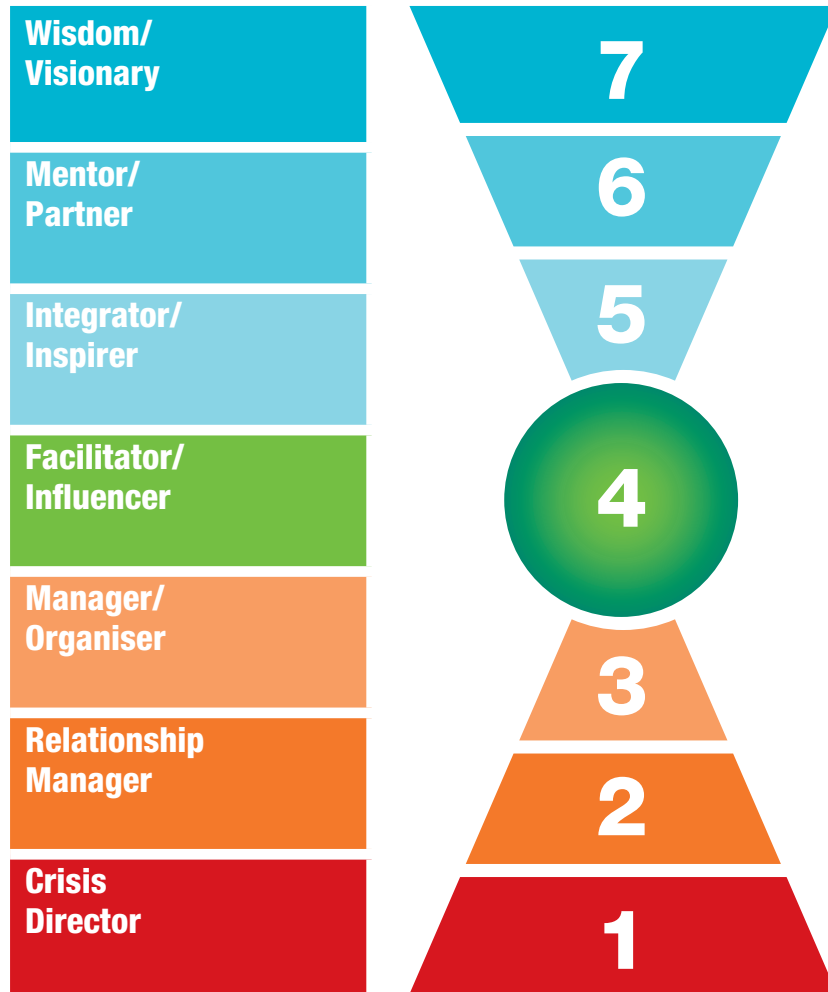 Wisdom/
Visionary
7
Mentor/
Partner
6
Integrator/
Inspirer
5
Facilitator/
Influencer
4
Manager/
Organiser
3
Relationship
Manager
2
Crisis
Director
1